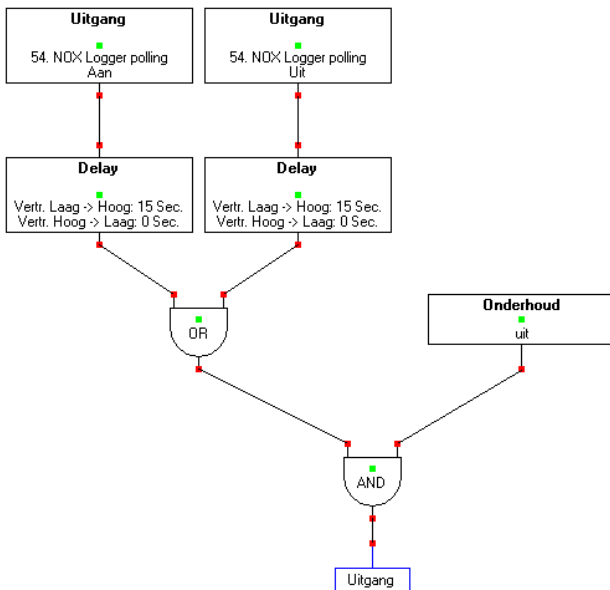 Uitgang
54. NOX Logger polling
Aan
Uitgang
54. NOX Logger polling
Uit
Delay
Vertr. Laag -> Hoog: 15 Sec.
Vertr. Hoog -> Laag: 0 Sec.
Delay
Vertr. Laag -> Hoog: 15 Sec.
Vertr. Hoog -> Laag: 0 Sec.
OR
Onderhoud
uit
AND
Uitgang